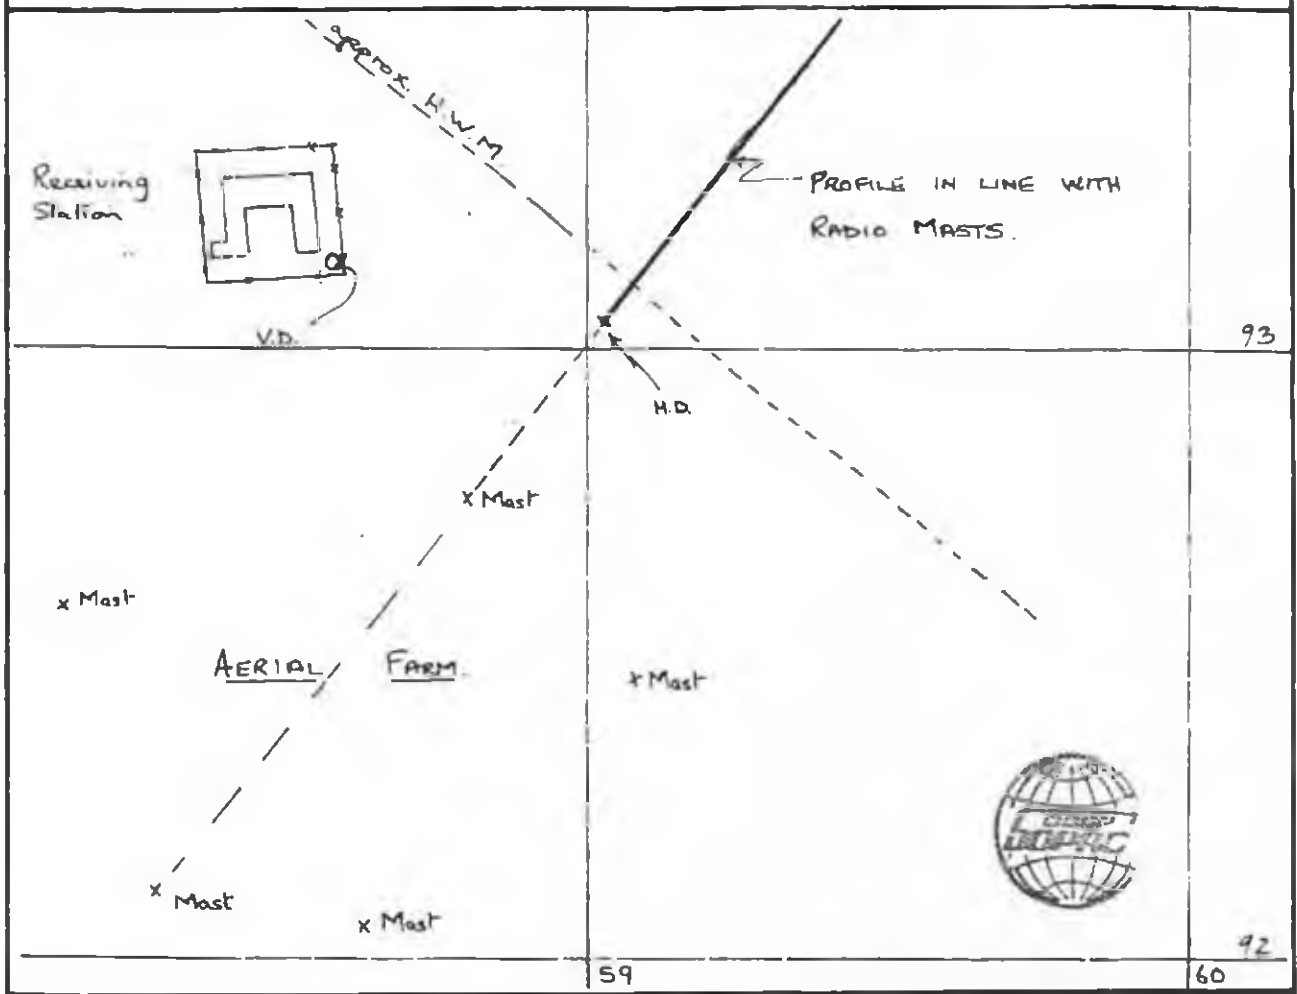 approx. H.W.M
Receiving
Station
V.D.
PROFILE IN LINE WITH
RADIO MASTS.
93
H.D.
x Mast
x Mast
AERIAL FARM.
x Mast
x Mast
x Mast
92
59
60